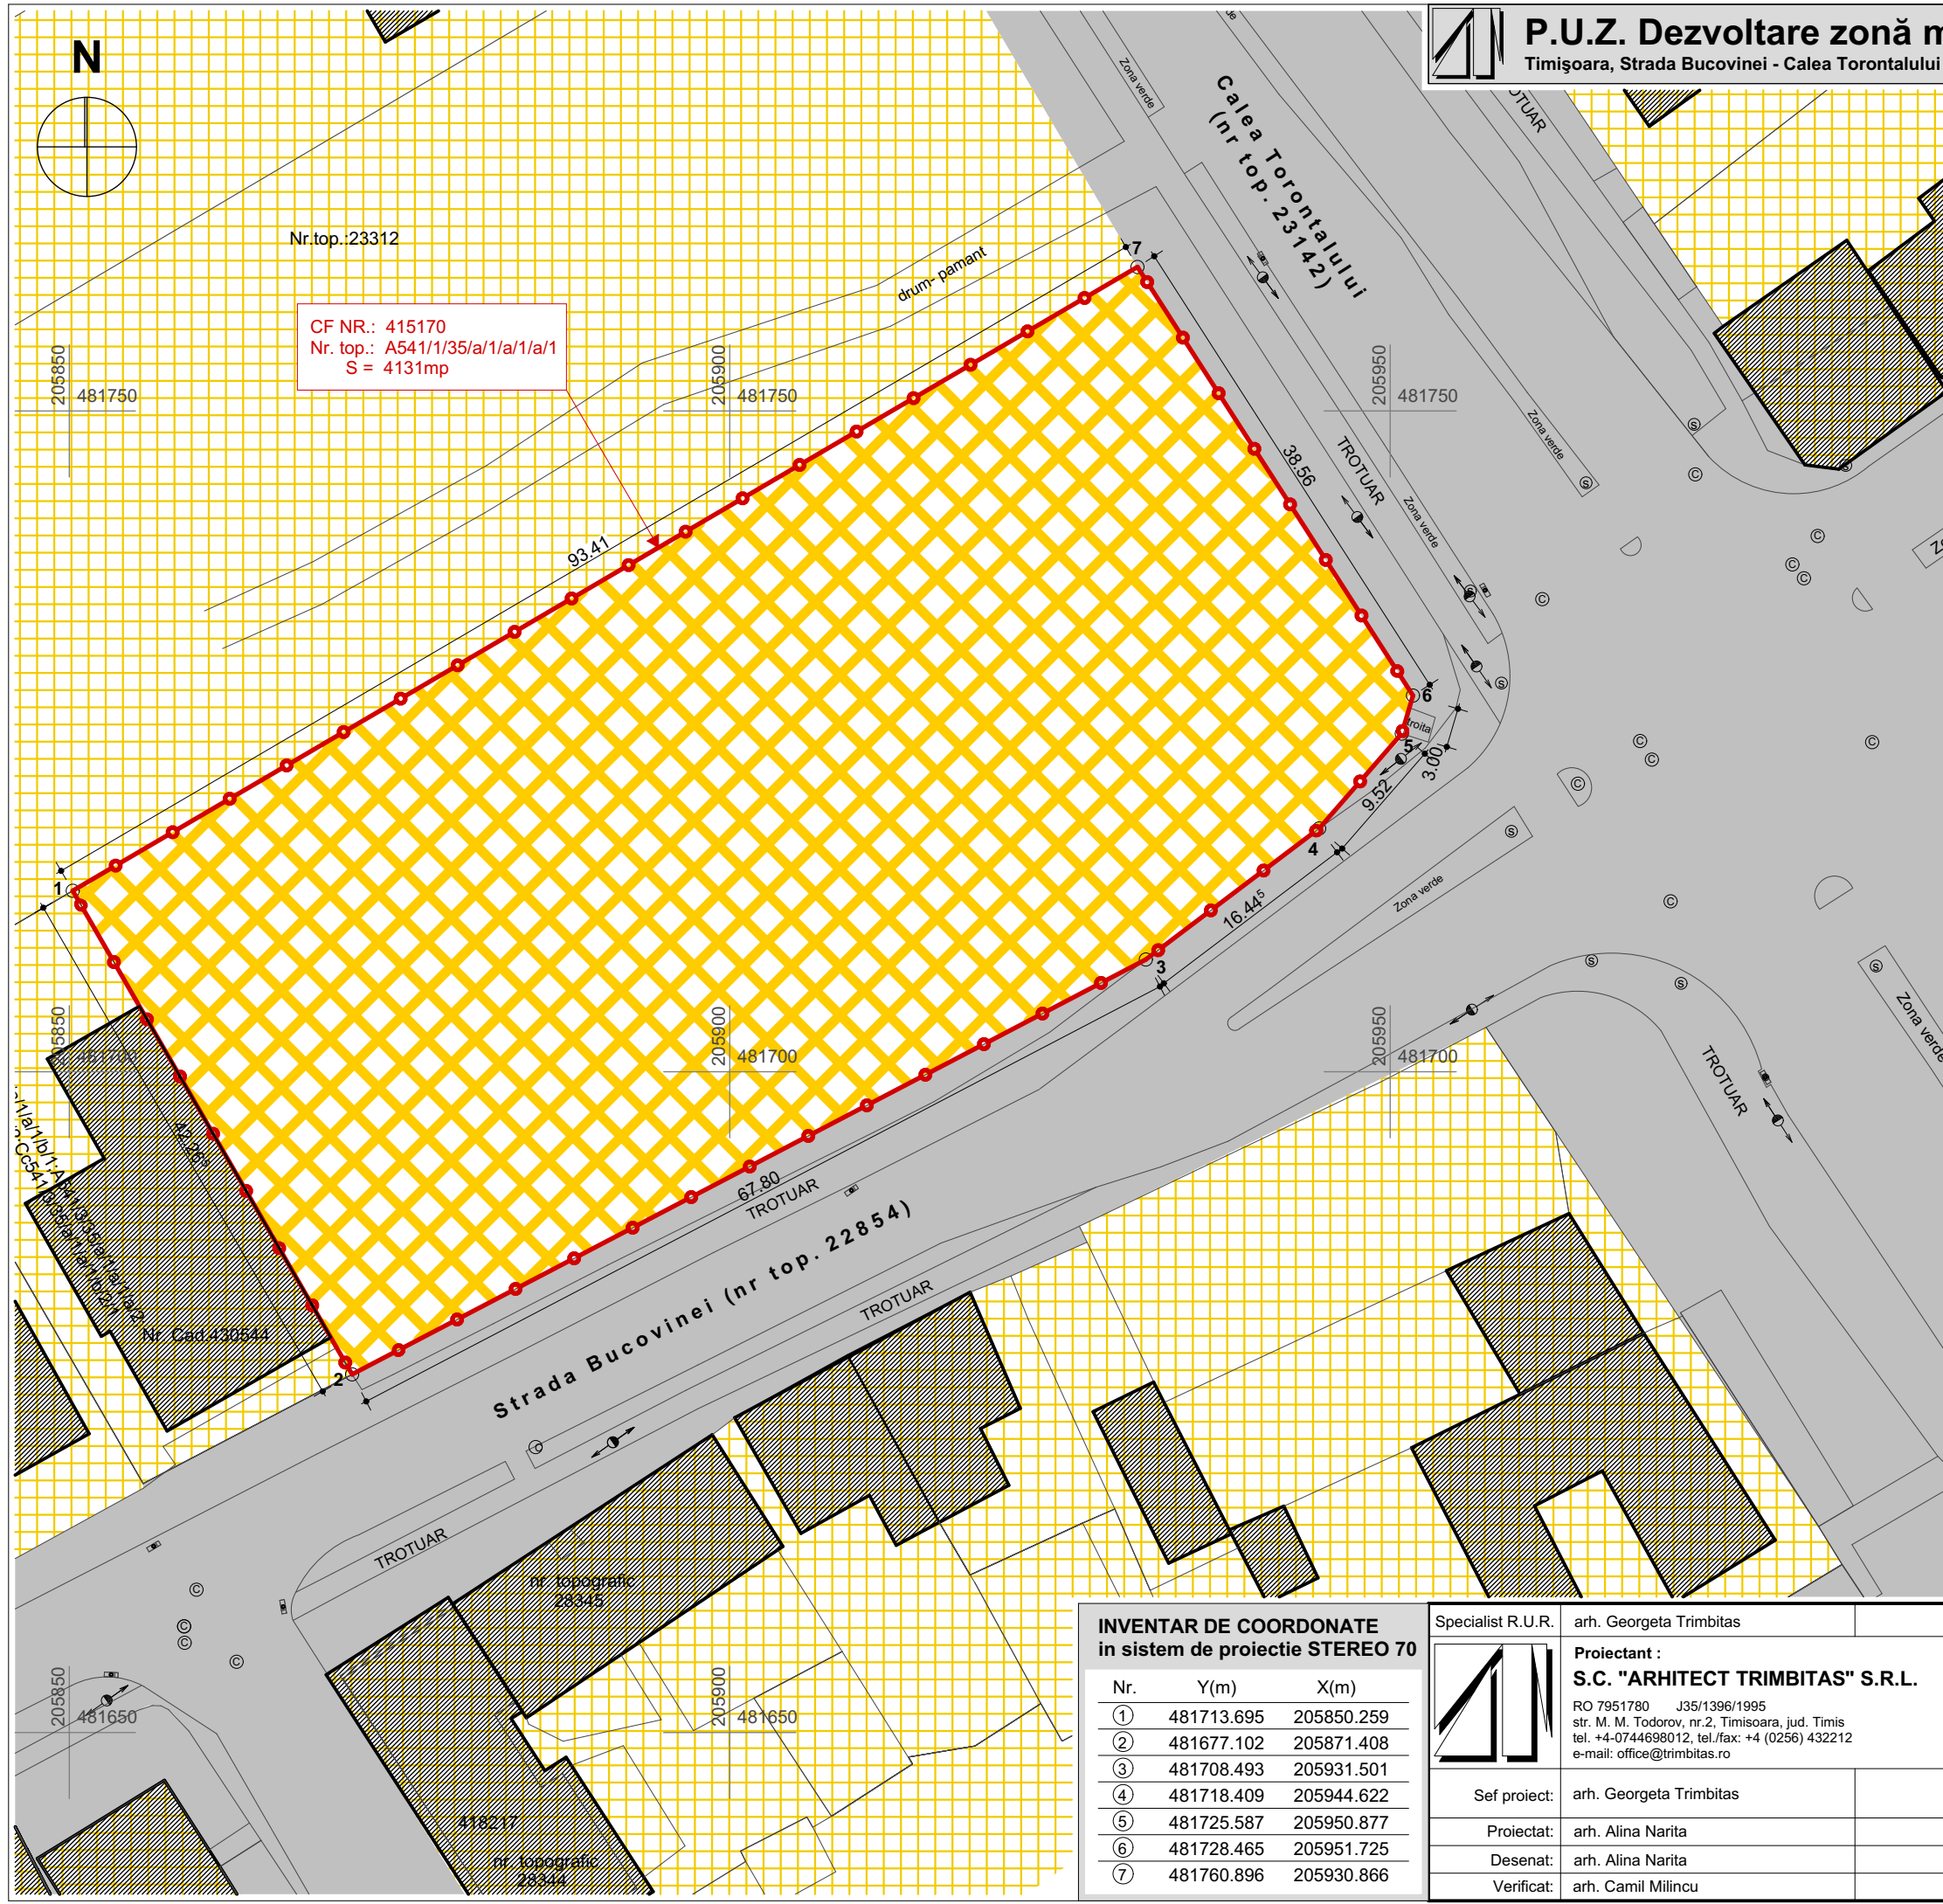 P.U.Z. Dezvoltare zonă m
Timişoara, Strada Bucovinei - Calea Torontalului
N
Zona verde
Calea Torontalului
(nr top. 23142)
TROTUAR
Nr.top.:23312
drum- pamant
7
CF NR.: 415170
Nr. top.: A541/1/35/a/1/a/1/a/1
S = 4131mp
205850
481750
205900
481750
205950
481750
93.41
38.56
TROTUAR
Zona verde
Zona verde
6
troita
5
3.00
9.52
4
16.44⁵
Zona verde
3
1
205850
481700
205900
481700
205950
481700
TROTUAR
Zona verde
42.26⁵
67.80
TROTUAR
Strada Bucovinei (nr top. 22854)
TROTUAR
Nr. Cad.430544
2
TROTUAR
nr. topografic
28345
205850
481650
205900
481650
418217
nr. topografic
28344
INVENTAR DE COORDONATE
in sistem de proiectie STEREO 70
Nr. Y(m) X(m)
1 481713.695 205850.259
2 481677.102 205871.408
3 481708.493 205931.501
4 481718.409 205944.622
5 481725.587 205950.877
6 481728.465 205951.725
7 481760.896 205930.866
Specialist R.U.R. arh. Georgeta Trimbitas
Proiectant :
S.C. "ARHITECT TRIMBITAS" S.R.L.
RO 7951780 J35/1396/1995
str. M. M. Todorov, nr.2, Timisoara, jud. Timis
tel. +4-0744698012, tel./fax: +4 (0256) 432212
e-mail: office@trimbitas.ro
Sef proiect: arh. Georgeta Trimbitas
Proiectat: arh. Alina Narita
Desenat: arh. Alina Narita
Verificat: arh. Camil Milincu